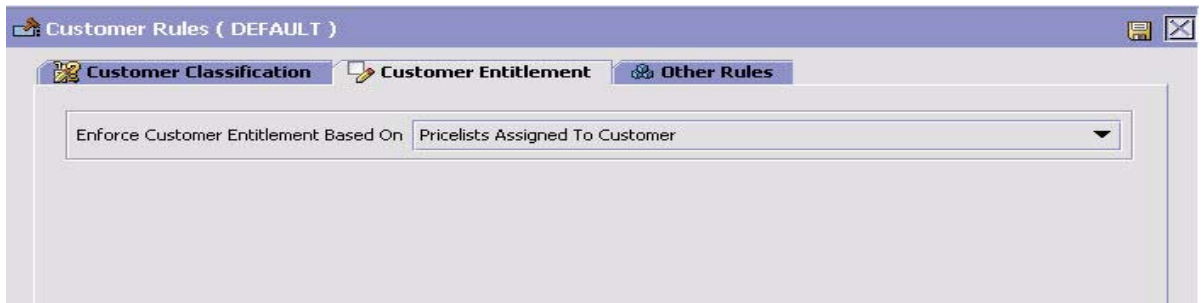 Customer Rules ( DEFAULT )
Customer Classification Customer Entitlement Other Rules
Enforce Customer Entitlement Based On Pricelists Assigned To Customer